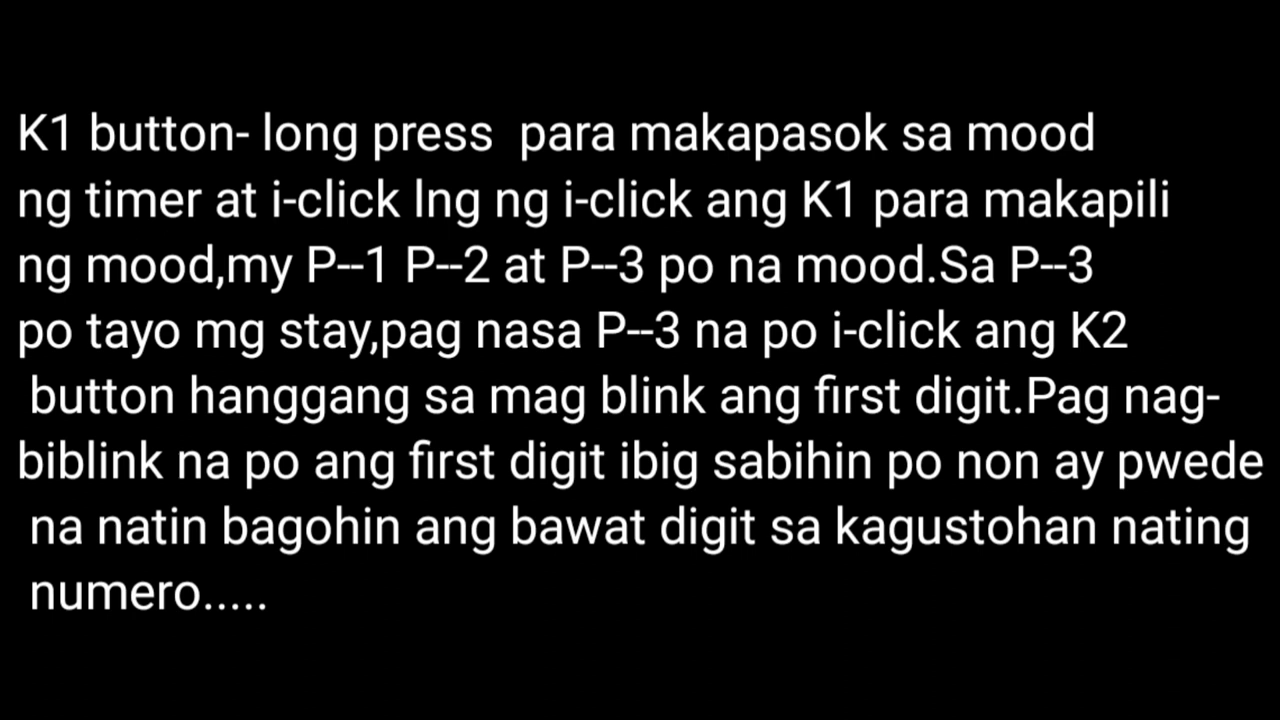 K1 button- long press  para makapasok sa mood
ng timer at i-click lng ng i-click ang K1 para makapili
ng mood,my P--1 P--2 at P--3 po na mood.Sa P--3
po tayo mg stay,pag nasa P--3 na po i-click ang K2
button hanggang sa mag blink ang first digit.Pag nag-
biblink na po ang first digit ibig sabihin po non ay pwede
na natin bagohin ang bawat digit sa kagustohan nating
numero.....